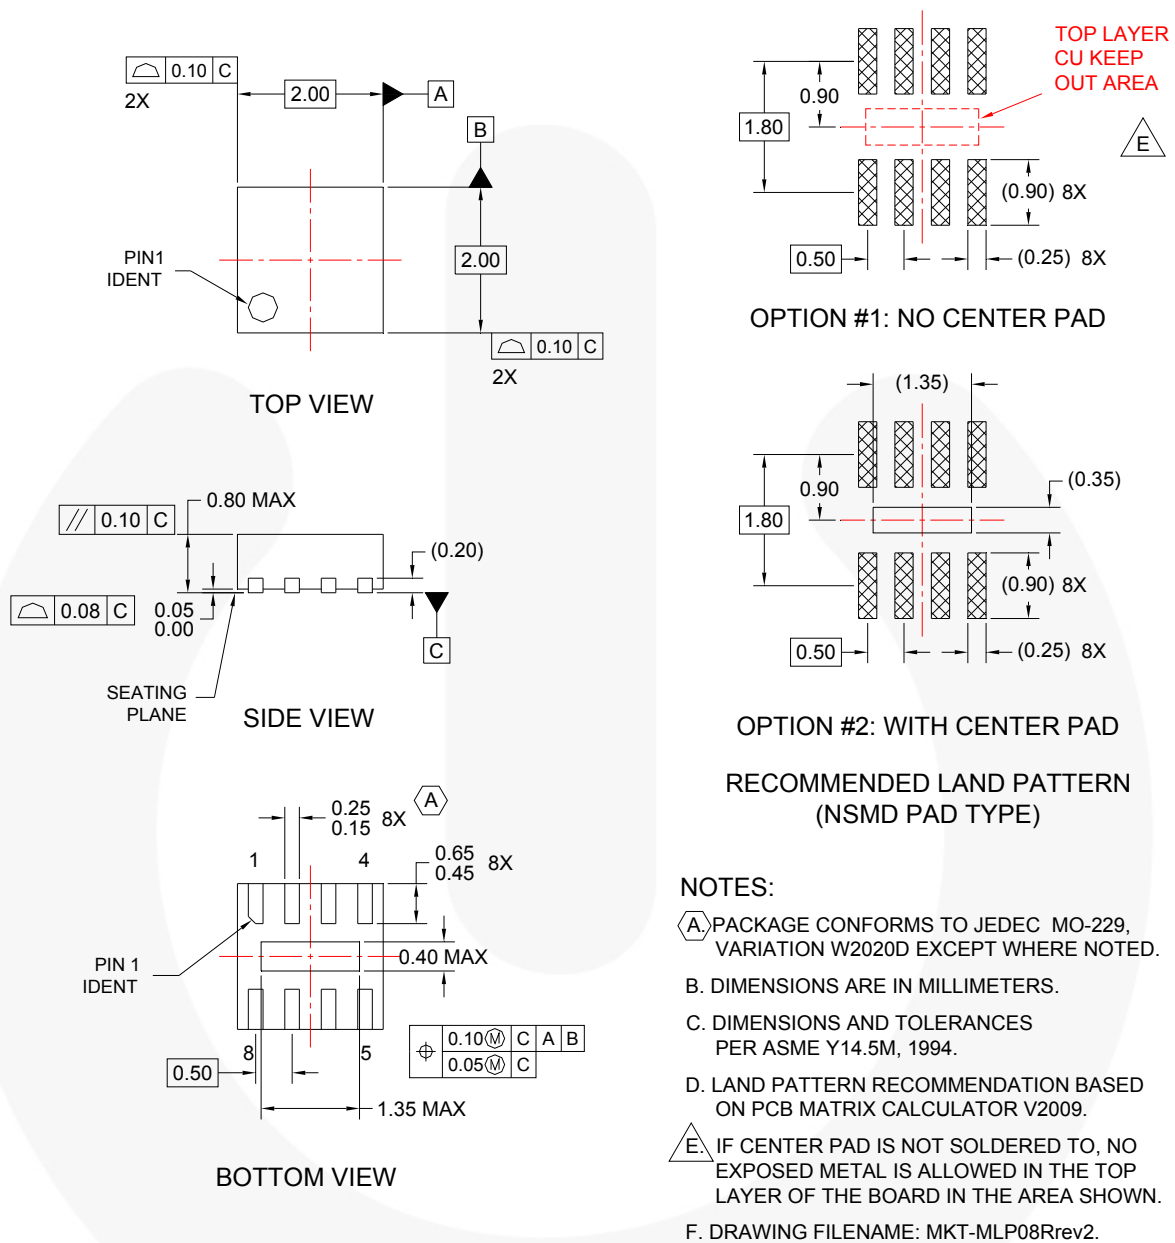 0.10 C
2X
2.00
A
B
PIN1
IDENT
2.00
0.10 C
2X
TOP VIEW
0.80 MAX
// 0.10 C
(0.20)
0.08 C
0.05
0.00
C
SEATING
PLANE
SIDE VIEW
0.25
0.15 8X
A
1
4
0.65
0.45 8X
PIN 1
IDENT
0.40 MAX
8
5
0.10 M C A B
0.05 M C
0.50
1.35 MAX
BOTTOM VIEW
TOP LAYER
CU KEEP
OUT AREA
0.90
1.80
E
(0.90) 8X
0.50
(0.25) 8X
OPTION #1: NO CENTER PAD
(1.35)
(0.35)
0.90
1.80
(0.90) 8X
0.50
(0.25) 8X
OPTION #2: WITH CENTER PAD
RECOMMENDED LAND PATTERN
(NSMD PAD TYPE)
NOTES:
A. PACKAGE CONFORMS TO JEDEC MO-229,
VARIATION W2020D EXCEPT WHERE NOTED.
B. DIMENSIONS ARE IN MILLIMETERS.
C. DIMENSIONS AND TOLERANCES
PER ASME Y14.5M, 1994.
D. LAND PATTERN RECOMMENDATION BASED
ON PCB MATRIX CALCULATOR V2009.
E. IF CENTER PAD IS NOT SOLDERED TO, NO
EXPOSED METAL IS ALLOWED IN THE TOP
LAYER OF THE BOARD IN THE AREA SHOWN.
F. DRAWING FILENAME: MKT-MLP08Rrev2.